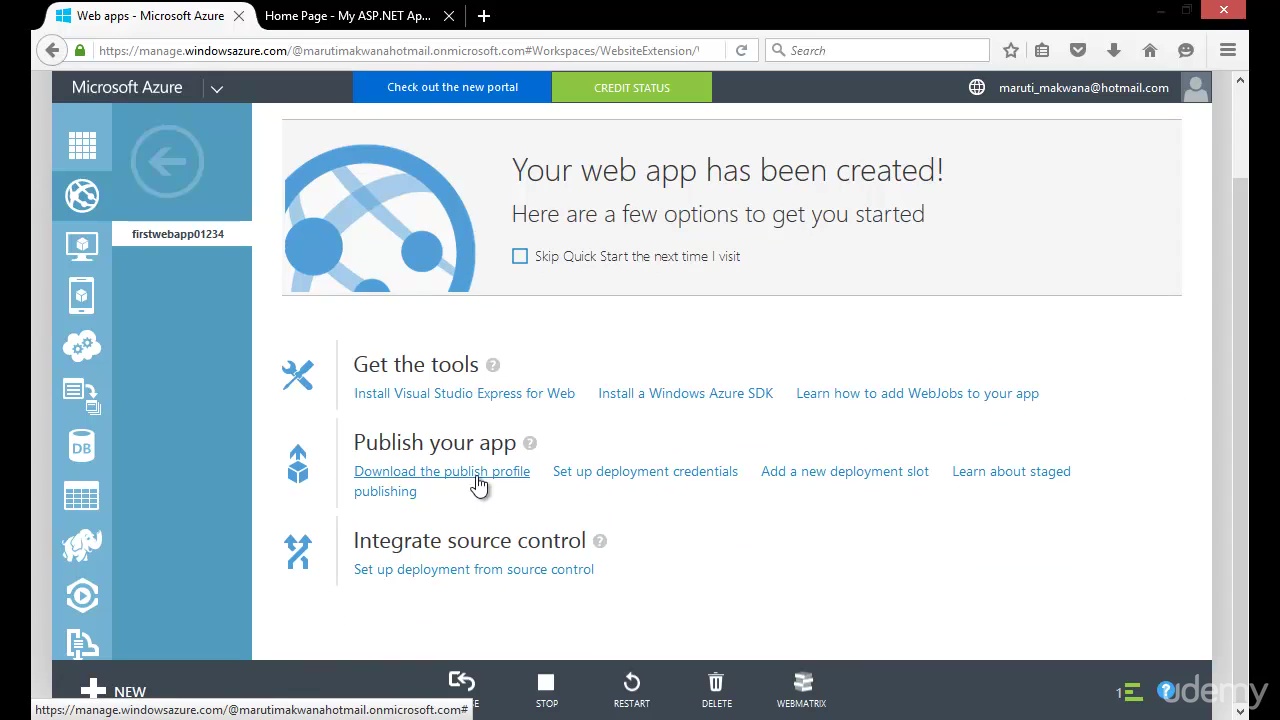 Web apps - Microsoft Azure
Home Page - My ASP.NET Ap...
https://manage.windowsazure.com/@marutimakwanahotmail.onmicrosoft.com#Workspaces/WebsiteExtension/
Search
Microsoft Azure
Check out the new portal
CREDIT STATUS
maruti_makwana@hotmail.com
firstwebapp01234
Your web app has been created!
Here are a few options to get you started
Skip Quick Start the next time I visit
Get the tools
Install Visual Studio Express for Web Install a Windows Azure SDK Learn how to add WebJobs to your app
Publish your app
Download the publish profile Set up deployment credentials Add a new deployment slot Learn about staged
publishing
Integrate source control
Set up deployment from source control
DB
NEW
STOP
RESTART
DELETE
WEBMATRIX
1
udemy
https://manage.windowsazure.com/@marutimakwanahotmail.onmicrosoft.com#